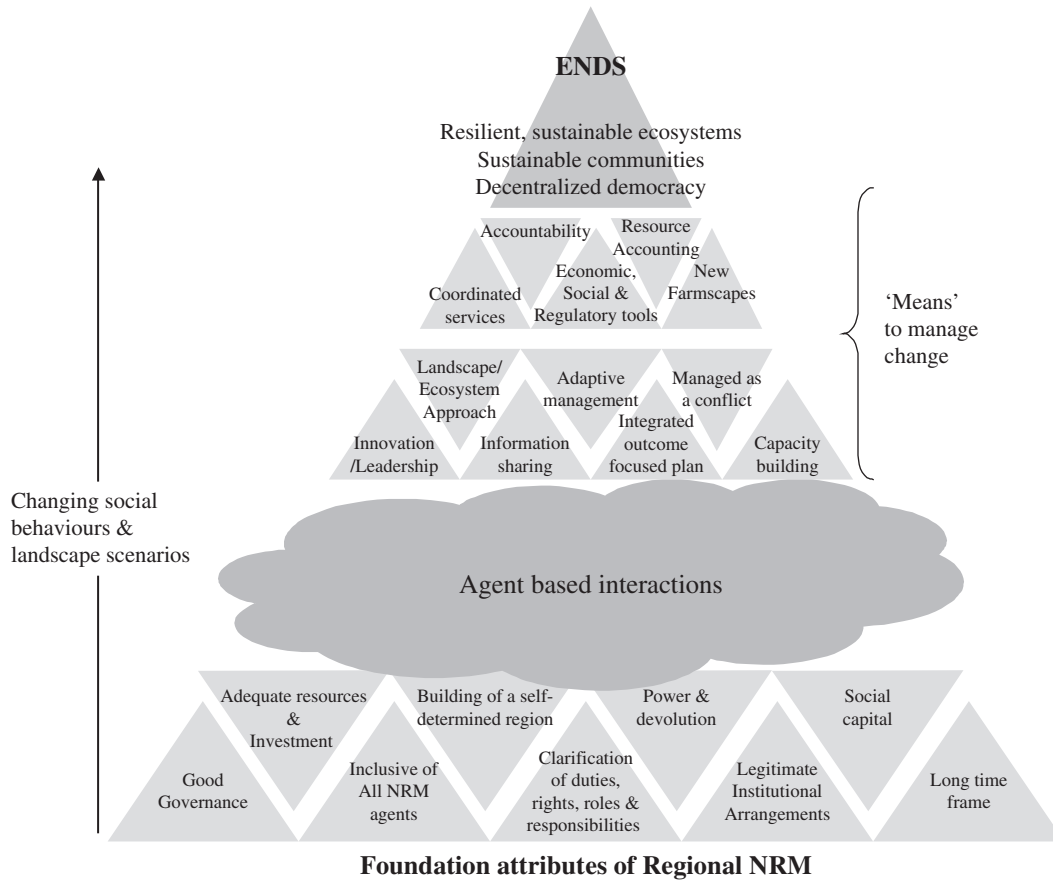 ENDS
Resilient, sustainable ecosystems
Sustainable communities
Decentralized democracy
Accountability
Resource
Accounting
Coordinated
services
Economic,
Social &
Regulatory tools
New
Farmscapes
‘Means’
to manage
change
Landscape/
Ecosystem
Approach
Adaptive
management
Managed as
a conflict
Innovation
/Leadership
Information
sharing
Integrated
outcome
focused plan
Capacity
building
Changing social
behaviours &
landscape scenarios
Agent based interactions
Adequate resources
&
Investment
Building of a self-
determined region
Power &
devolution
Social
capital
Good
Governance
Inclusive of
All NRM
agents
Clarification
of duties,
rights, roles &
responsibilities
Legitimate
Institutional
Arrangements
Long time
frame
Foundation attributes of Regional NRM